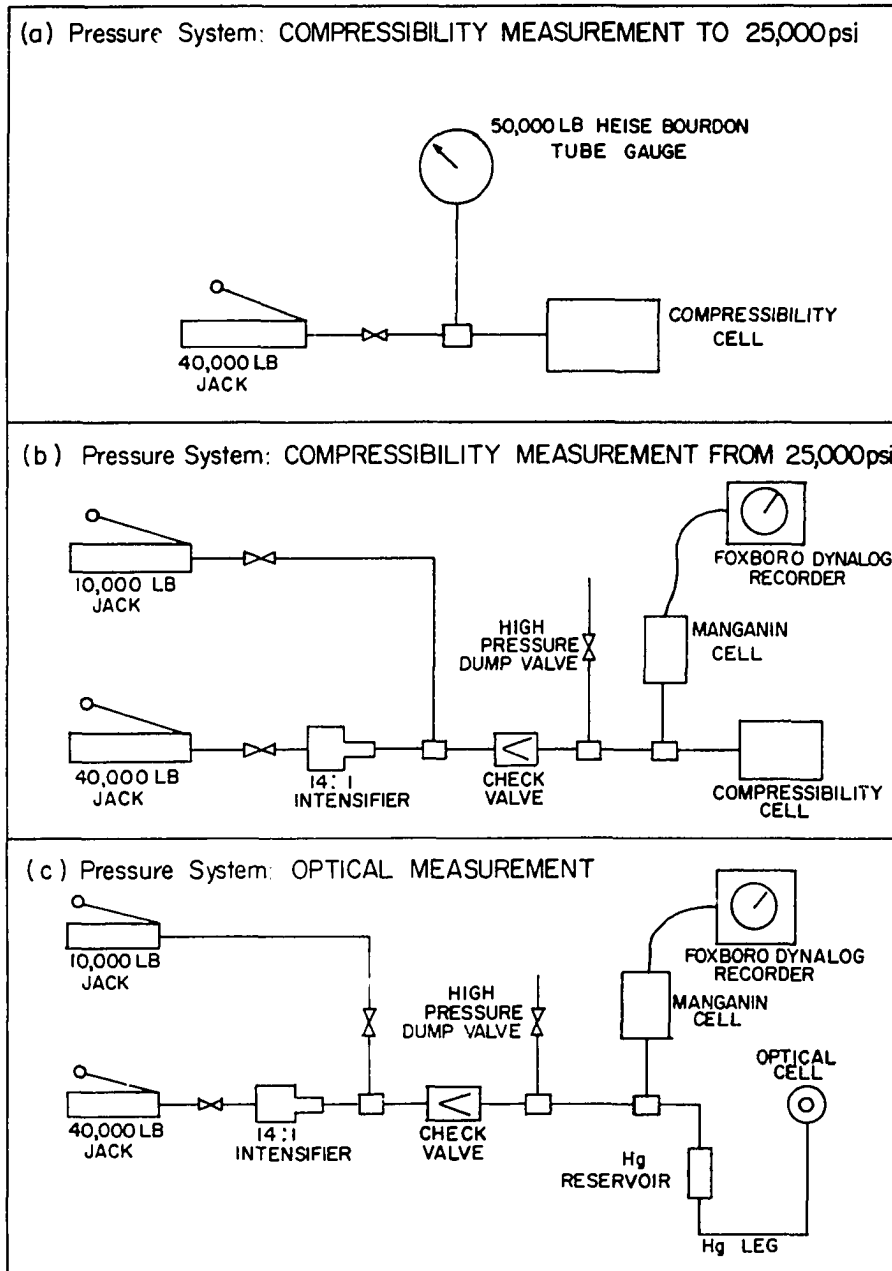 (a) Pressure System: COMPRESSIBILITY MEASUREMENT TO 25,000psi
50,000 LB HEISE BOURDON
TUBE GAUGE
40,000 LB
JACK
COMPRESSIBILITY
CELL
(b) Pressure System: COMPRESSIBILITY MEASUREMENT FROM 25,000psi
10,000 LB
JACK
FOXBORO DYNALOG
RECORDER
HIGH
PRESSURE
DUMP VALVE
MANGANIN
CELL
40,000 LB
JACK
14:1
INTENSIFIER
CHECK
VALVE
COMPRESSIBILITY
CELL
(c) Pressure System: OPTICAL MEASUREMENT
10,000 LB
JACK
FOXBORO DYNALOG
RECORDER
HIGH
PRESSURE
DUMP VALVE
MANGANIN
CELL
OPTICAL
CELL
40,000 LB
JACK
14:1
INTENSIFIER
CHECK
VALVE
Hg
RESERVOIR
Hg LEG